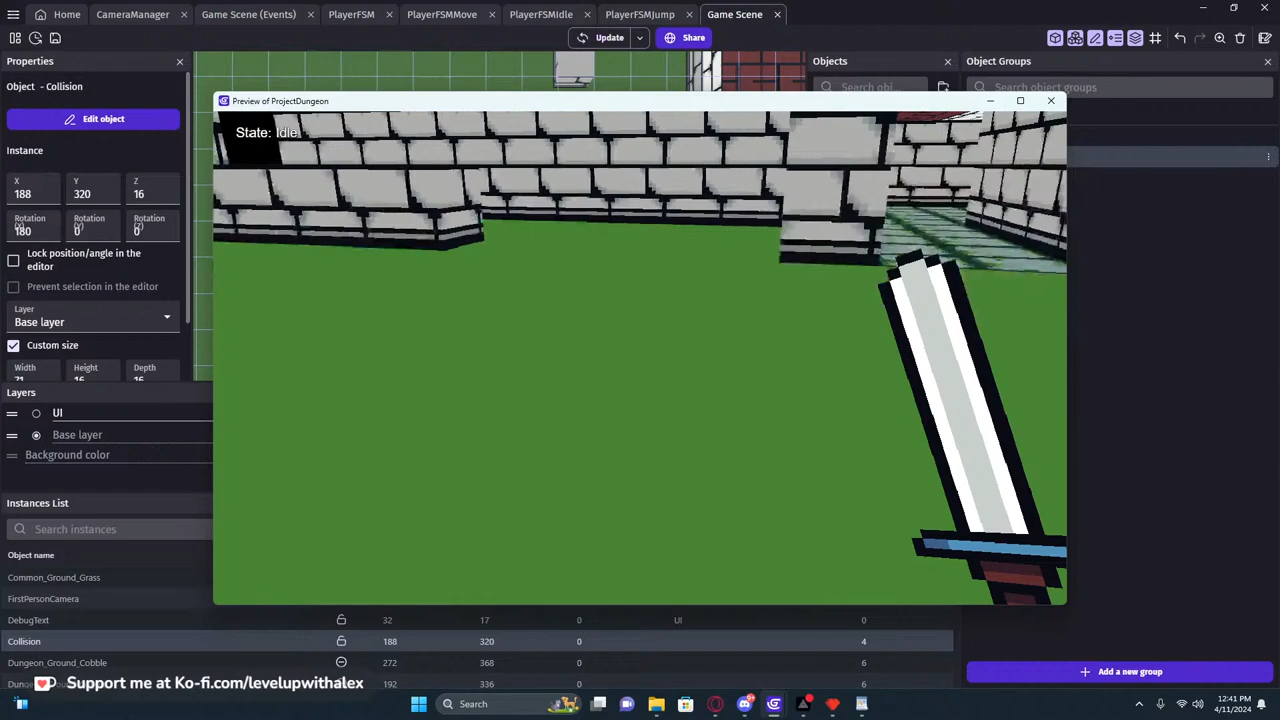 Home
CameraManager
Game Scene (Events)
PlayerFSM
PlayerFSMMove
PlayerFSMIdle
PlayerFSMJump
Game Scene
Update
Share
Properties
Objects
Object Groups
Search obj...
Search object groups
Object - Collision
Preview of ProjectDungeon
Edit object
State: Idle
Instance
X
188
Y
320
Z
16
Rotation
180
Rotation
0
Rotation
0
Lock position/angle in the
editor
Prevent selection in the editor
Layer
Base layer
Custom size
Width
71
Height
16
Depth
16
Layers
UI
Base layer
Background color
Instances List
Search instances
Object name
Common_Ground_Grass
FirstPersonCamera
DebugText 32 17 0 UI 0
Collision 188 320 0 4
Dungeon_Ground_Cobble 272 368 0 6
192 336 0 6
Add a new group
Support me at Ko-fi.com/levelupwithalex
Search
12:41 PM
4/11/2024